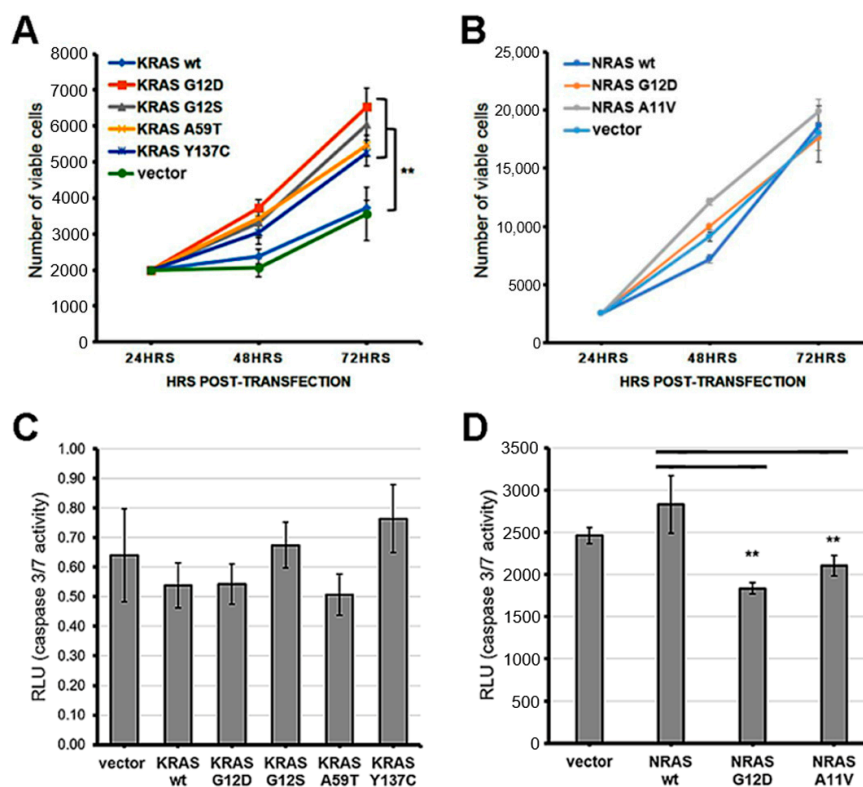 A
Number of viable cells
8000
7000
6000
5000
4000
3000
2000
1000
0
KRAS wt
KRAS G12D
KRAS G12S
KRAS A59T
KRAS Y137C
vector
**
24HRS 48HRS 72HRS
HRS POST-TRANSFECTION
B
Number of viable cells
25,000
20,000
15,000
10,000
5000
0
NRAS wt
NRAS G12D
NRAS A11V
vector
24HRS 48HRS 72HRS
HRS POST-TRANSFECTION
C
RLU (caspase 3/7 activity)
1.00
0.90
0.80
0.70
0.60
0.50
0.40
0.30
0.20
0.10
0.00
vector KRAS KRAS KRAS KRAS KRAS
wt G12D G12S A59T Y137C
D
RLU (caspase 3/7 activity)
3500
3000
2500
2000
1500
1000
500
0
** **
vector NRAS NRAS NRAS
wt G12D A11V